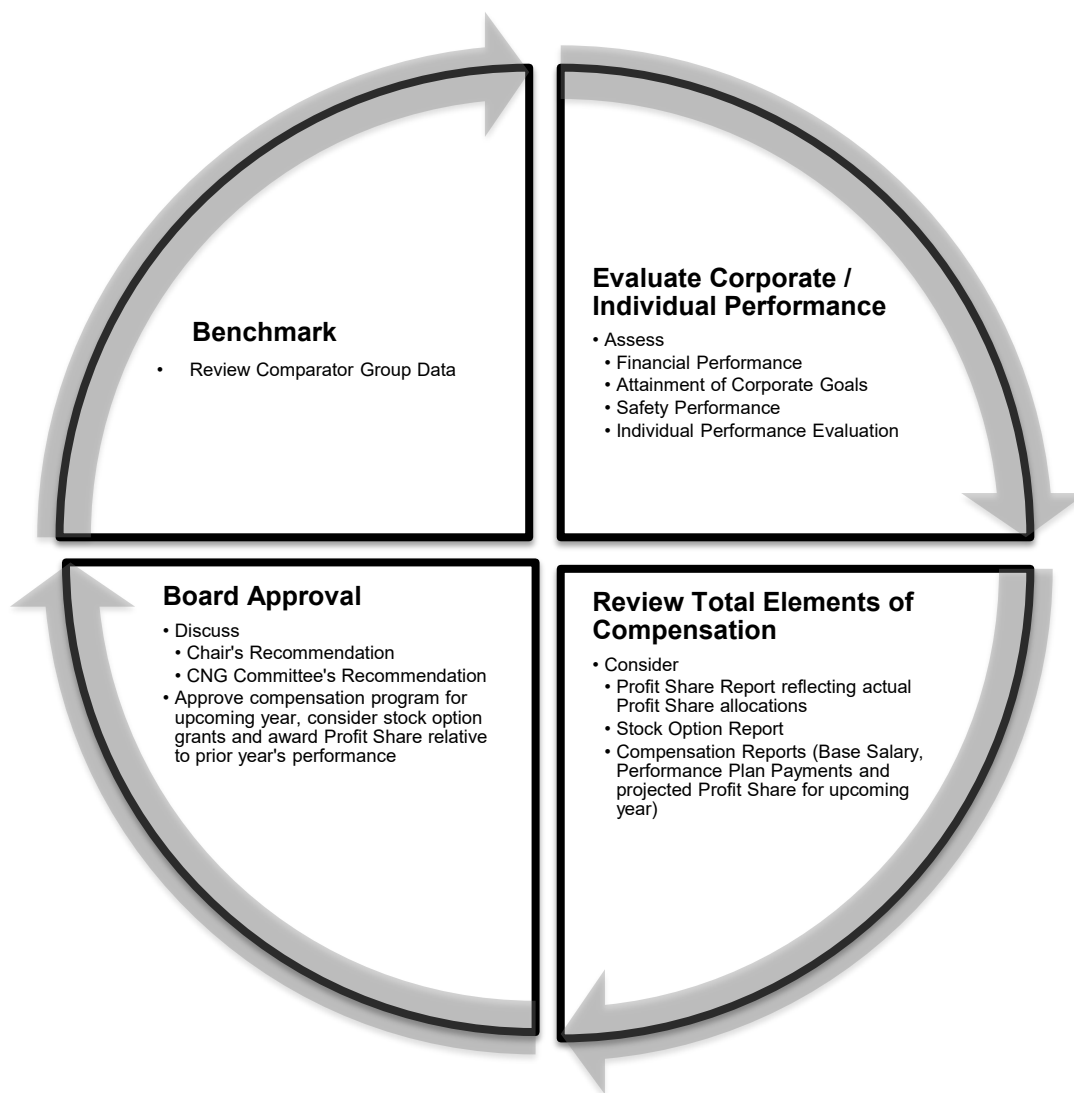 Benchmark
• Review Comparator Group Data
Evaluate Corporate /
Individual Performance
• Assess
• Financial Performance
• Attainment of Corporate Goals
• Safety Performance
• Individual Performance Evaluation
Review Total Elements of
Compensation
• Consider
• Profit Share Report reflecting actual
Profit Share allocations
• Stock Option Report
• Compensation Reports (Base Salary,
Performance Plan Payments and
projected Profit Share for upcoming
year)
Board Approval
• Discuss
• Chair's Recommendation
• CNG Committee's Recommendation
• Approve compensation program for
upcoming year, consider stock option
grants and award Profit Share relative
to prior year's performance